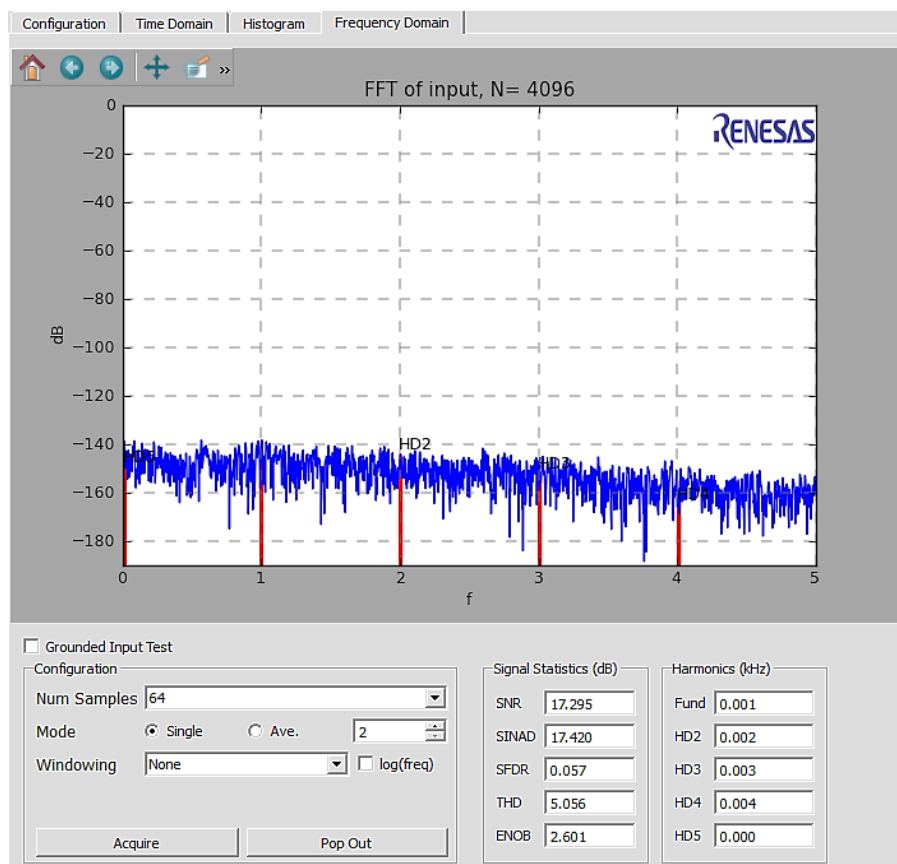 Configuration Time Domain Histogram Frequency Domain
»
FFT of input, N= 4096
RENESAS
0
−20
−40
−60
−80
−100
−120
−140
−160
−180
dB
HD5
HD2
HD3
HD4
0 1 2 3 4 5
f
Grounded Input Test
Configuration
Num Samples 64
Mode Single Ave. 2
Windowing None log(freq)
Acquire Pop Out
Signal Statistics (dB)
SNR 17.295
SINAD 17.420
SFDR 0.057
THD 5.056
ENOB 2.601
Harmonics (kHz)
Fund 0.001
HD2 0.002
HD3 0.003
HD4 0.004
HD5 0.000